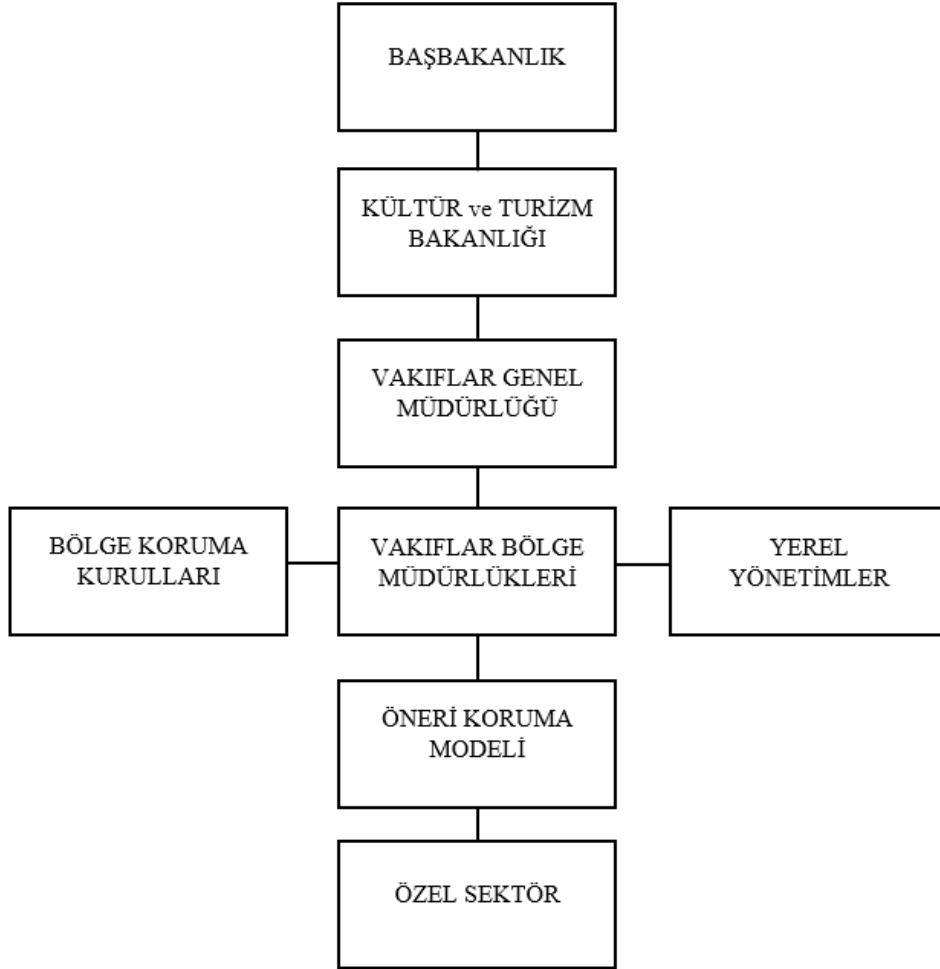 BAŞBAKANLIK
KÜLTÜR ve TURİZM
BAKANLIĞI
VAKIFLAR GENEL
MÜDÜRLÜĞÜ
BÖLGE KORUMA
KURULLARI
VAKIFLAR BÖLGE
MÜDÜRLÜKLERİ
YEREL
YÖNETİMLER
ÖNERİ KORUMA
MODELİ
ÖZEL SEKTÖR